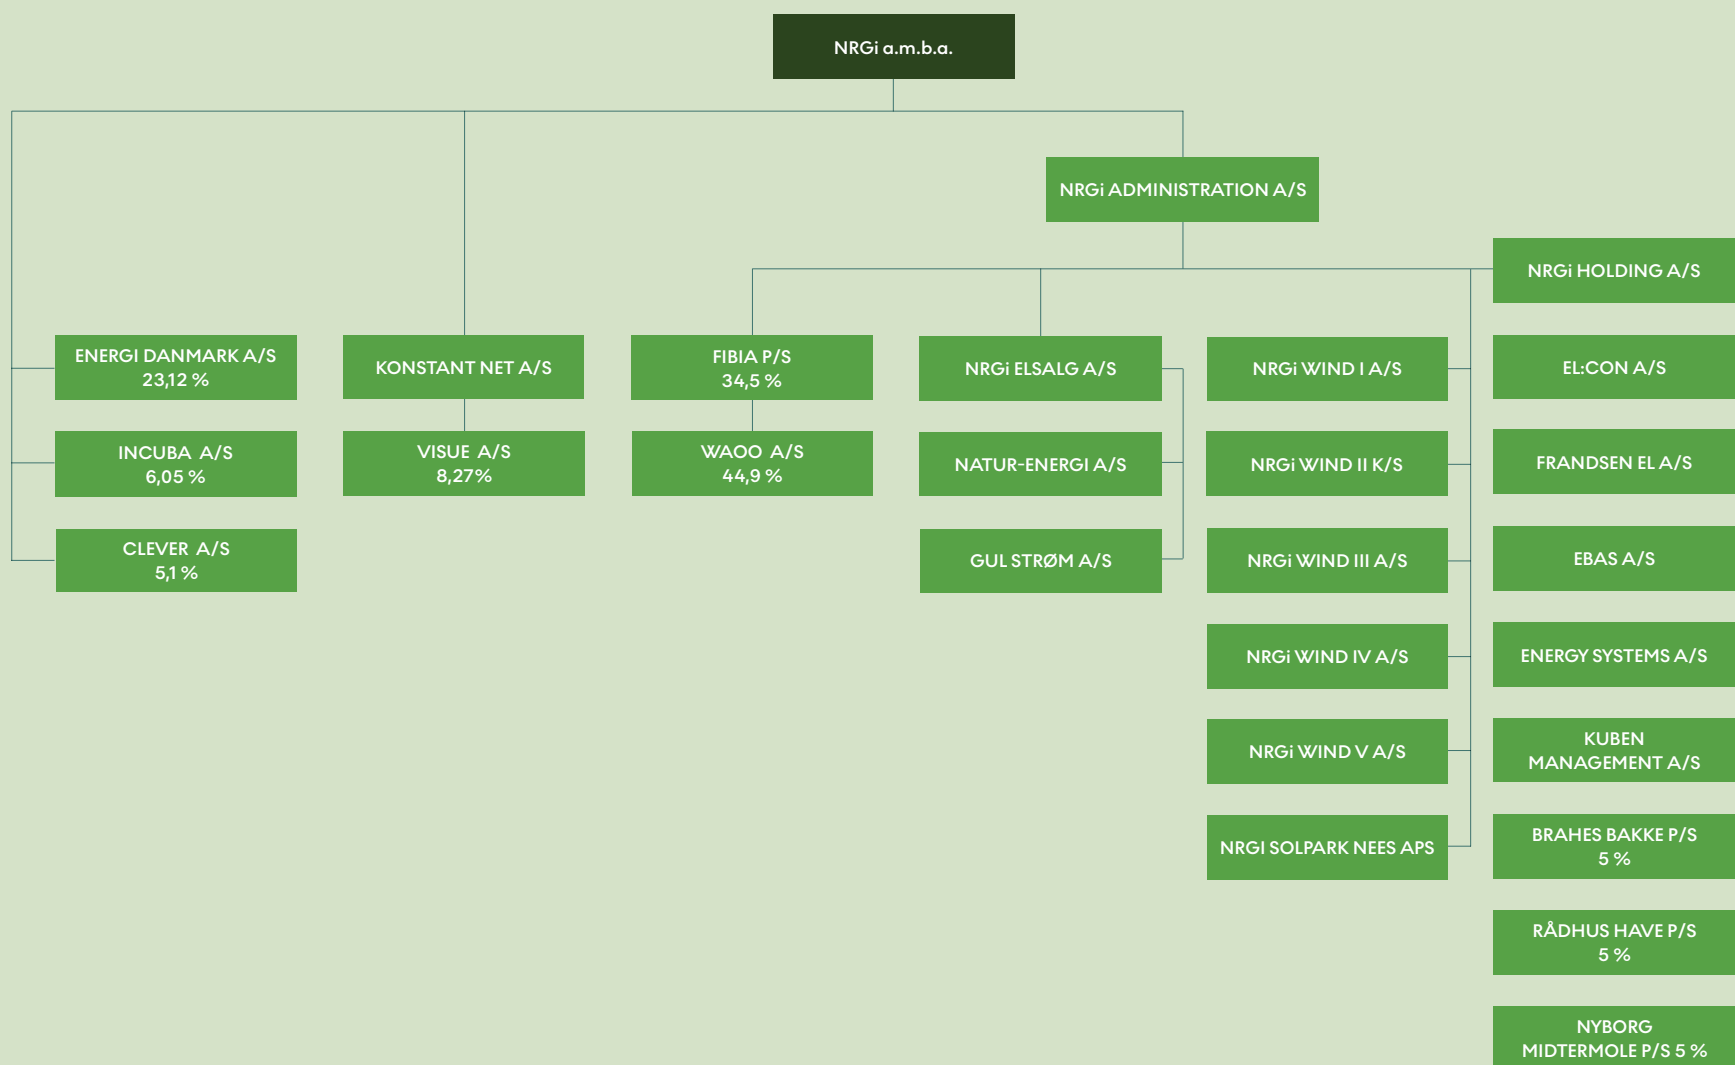 NRGi a.m.b.a.
NRGi ADMINISTRATION A/S
NRGi HOLDING A/S
ENERGI DANMARK A/S
23,12 %
KONSTANT NET A/S
FIBIA P/S
34,5 %
NRGi ELSALG A/S
NRGi WIND I A/S
EL:CON A/S
INCUBA A/S
6,05 %
VISUE A/S
8,27%
WAOO A/S
44,9 %
NATUR-ENERGI A/S
NRGi WIND II K/S
FRANDSEN EL A/S
CLEVER A/S
5,1 %
GUL STRØM A/S
NRGi WIND III A/S
EBAS A/S
NRGi WIND IV A/S
ENERGY SYSTEMS A/S
NRGi WIND V A/S
KUBEN
MANAGEMENT A/S
NRGI SOLPARK NEES APS
BRAHES BAKKE P/S
5 %
RÅDHUS HAVE P/S
5 %
NYBORG
MIDTERMOLE P/S 5 %